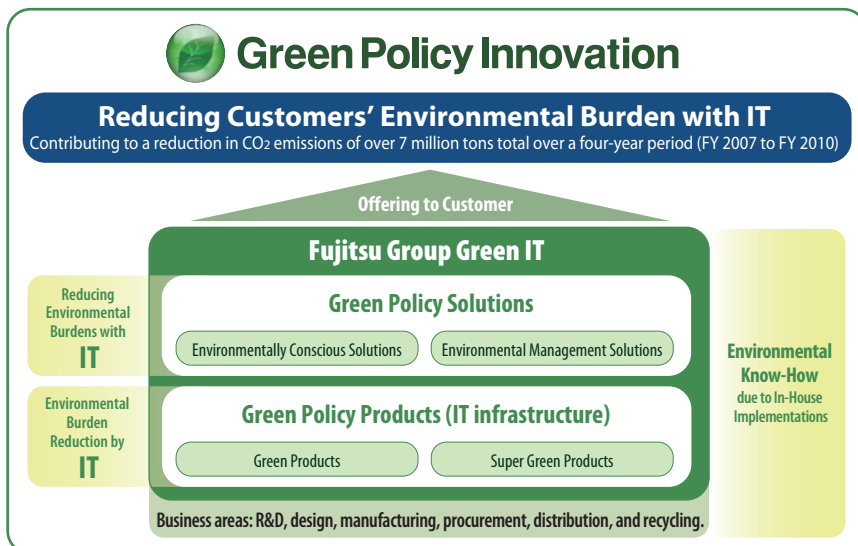 Green Policy Innovation
Reducing Customers’ Environmental Burden with IT
Contributing to a reduction in CO₂ emissions of over 7 million tons total over a four-year period (FY 2007 to FY 2010)
Offering to Customer
Fujitsu Group Green IT
Reducing
Environmental
Burdens with
IT
Green Policy Solutions
Environmentally Conscious Solutions
Environmental Management Solutions
Environmental
Burden
Reduction by
IT
Green Policy Products (IT infrastructure)
Green Products
Super Green Products
Environmental
Know-How
due to In-House
Implementations
Business areas: R&D, design, manufacturing, procurement, distribution, and recycling.